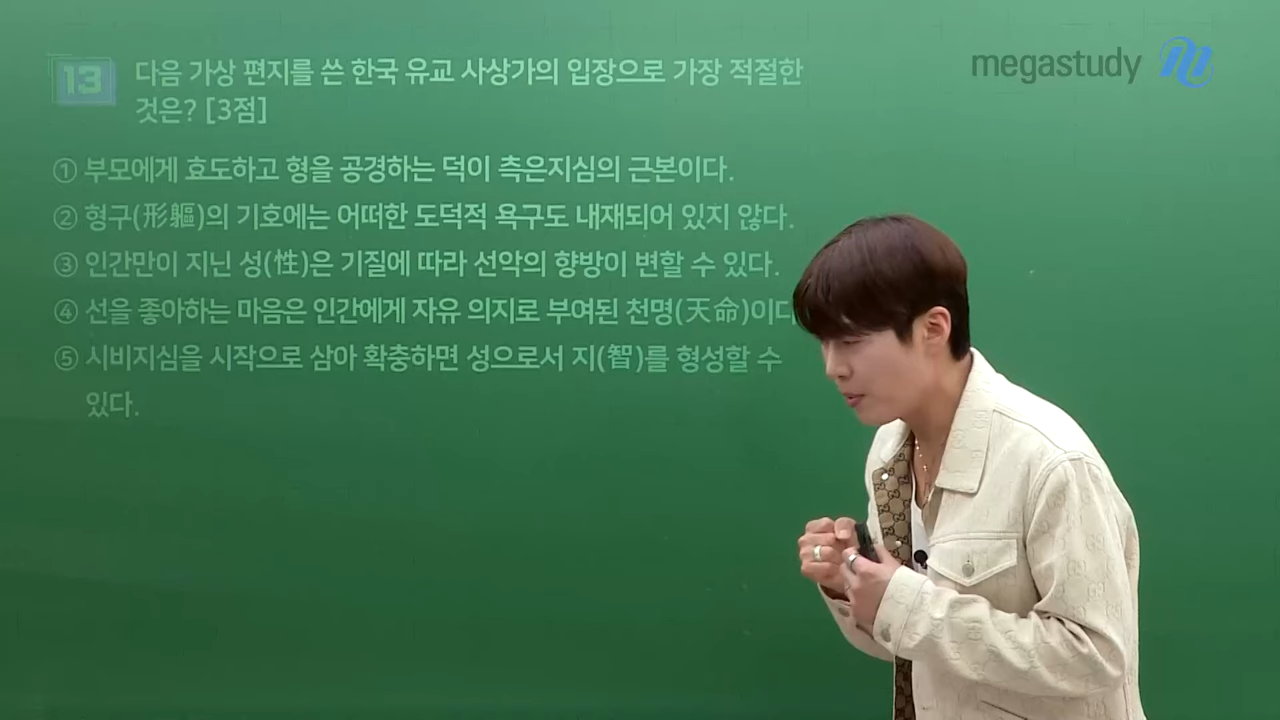 13 다음 가상 편지를 쓴 한국 유교 사상가의 입장으로 가장 적절한
것은? [3점]
megastudy
① 부모에게 효도하고 형을 공경하는 덕이 측은지심의 근본이다.
② 형구(形軀)의 기호에는 어떠한 도덕적 욕구도 내재되어 있지 않다.
③ 인간만이 지닌 성(性)은 기질에 따라 선악의 향방이 변할 수 있다.
④ 선을 좋아하는 마음은 인간에게 자유 의지로 부여된 천명(天命)이다
⑤ 시비지심을 시작으로 삼아 확충하면 성으로서 지(智)를 형성할 수
있다.